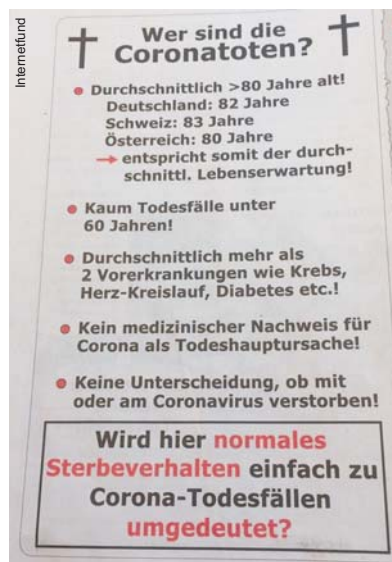 Internetfund
Wer sind die
Coronatoten?
Durchschnittlich >80 Jahre alt!
Deutschland: 82 Jahre
Schweiz: 83 Jahre
Österreich: 80 Jahre
→ entspricht somit der durch-
schnittl. Lebenserwartung!
Kaum Todesfälle unter
60 Jahren!
Durchschnittlich mehr als
2 Vorerkrankungen wie Krebs,
Herz-Kreislauf, Diabetes etc.!
Kein medizinischer Nachweis für
Corona als Todeshauptursache!
Keine Unterscheidung, ob mit
oder am Coronavirus verstorben!
Wird hier normales
Sterbeverhalten einfach zu
Corona-Todesfällen
umgedeutet?